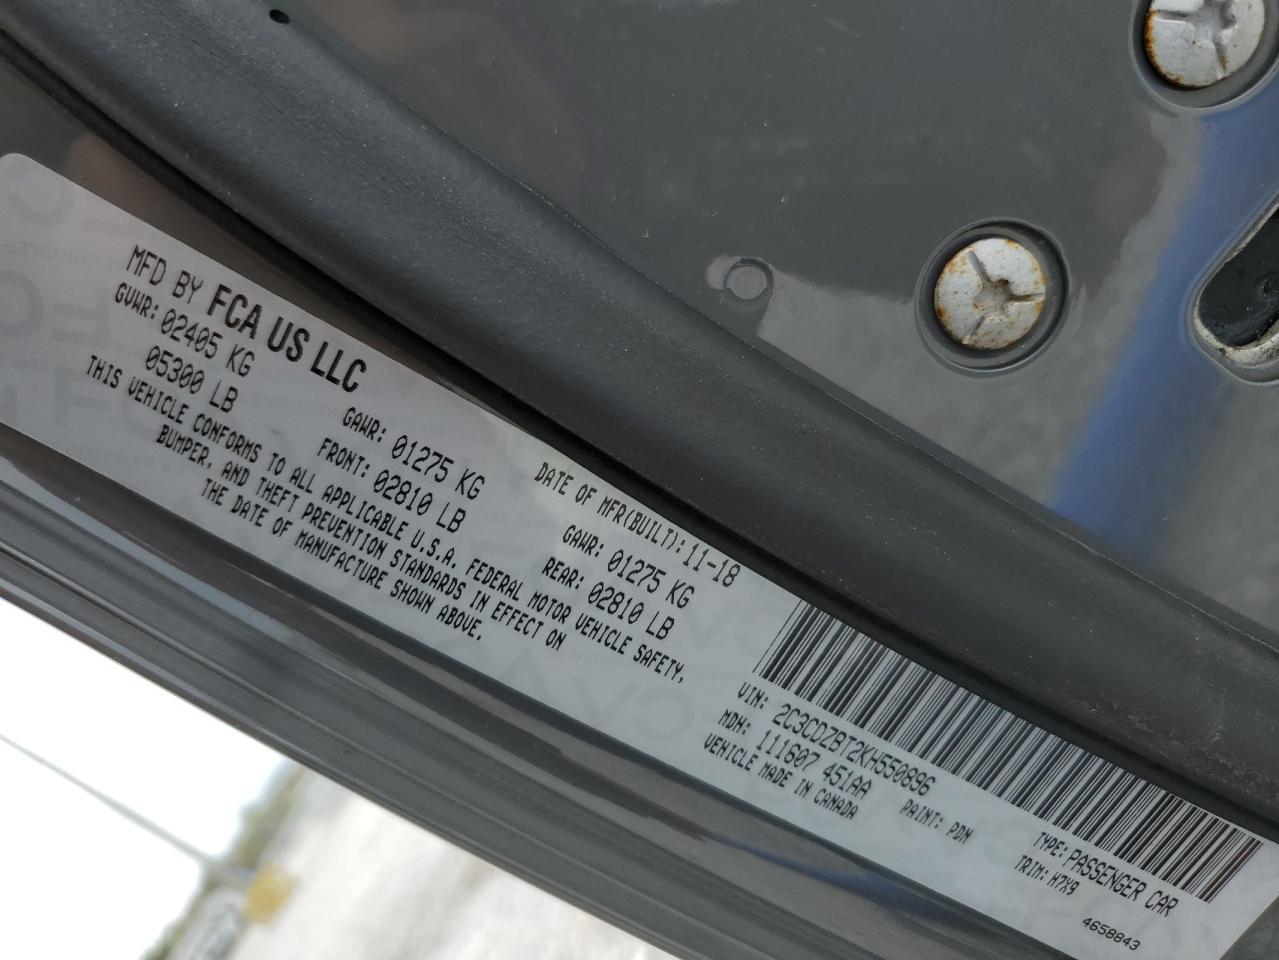 MFD BY FCA US LLC
DATE OF MFR(BUILT): 11-18
GVWR: 02405 KG
GAWR: 01275 KG
GAWR: 01275 KG
05300 LB
FRONT: 02810 LB
REAR: 02810 LB
THIS VEHICLE CONFORMS TO ALL APPLICABLE U.S.A. FEDERAL MOTOR VEHICLE SAFETY,
BUMPER, AND THEFT PREVENTION STANDARDS IN EFFECT ON
THE DATE OF MANUFACTURE SHOWN ABOVE.
VIN: 2C3CDZBT2KH550896
TYPE: PASSENGER CAR
MDH: 111607 451AA
PAINT: PDN
TRIM: H7X9
VEHICLE MADE IN CANADA
4658843